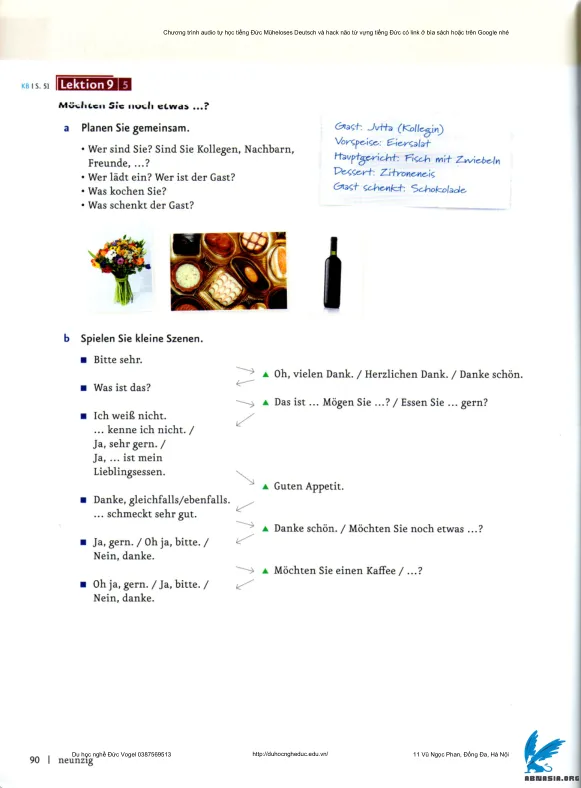 Chương trình audio tự học tiếng Đức Müheloses Deutsch và hack não từ vựng tiếng Đức có link ở bìa sách hoặc trên Google nhé
KB | S. 51 Lektion 9 5
Möchten Sie noch etwas ...?
a Planen Sie gemeinsam.
• Wer sind Sie? Sind Sie Kollegen, Nachbarn,
Freunde, ...?
• Wer lädt ein? Wer ist der Gast?
• Was kochen Sie?
• Was schenkt der Gast?
Gast: Jutta (Kollegin)
Vorspeise: Eiersalat
Hauptgericht: Fisch mit Zwiebeln
Dessert: Zitroneneis
Gast schenkt: Schokolade
b Spielen Sie kleine Szenen.
■ Bitte sehr.
▲ Oh, vielen Dank. / Herzlichen Dank. / Danke schön.
■ Was ist das?
▲ Das ist ... Mögen Sie ...? / Essen Sie ... gern?
■ Ich weiß nicht.
... kenne ich nicht. /
Ja, sehr gern. /
Ja, ... ist mein
Lieblingsessen.
▲ Guten Appetit.
■ Danke, gleichfalls/ebenfalls.
... schmeckt sehr gut.
▲ Danke schön. / Möchten Sie noch etwas ...?
■ Ja, gern. / Oh ja, bitte. /
Nein, danke.
▲ Möchten Sie einen Kaffee / ...?
■ Oh ja, gern. / Ja, bitte. /
Nein, danke.
90 | neunzig
Du học nghề Đức Vogel 0387569513
http://duhocngheduc.edu.vn/
11 Vũ Ngọc Phan, Đống Đa, Hà Nội
ABNASIA.ORG